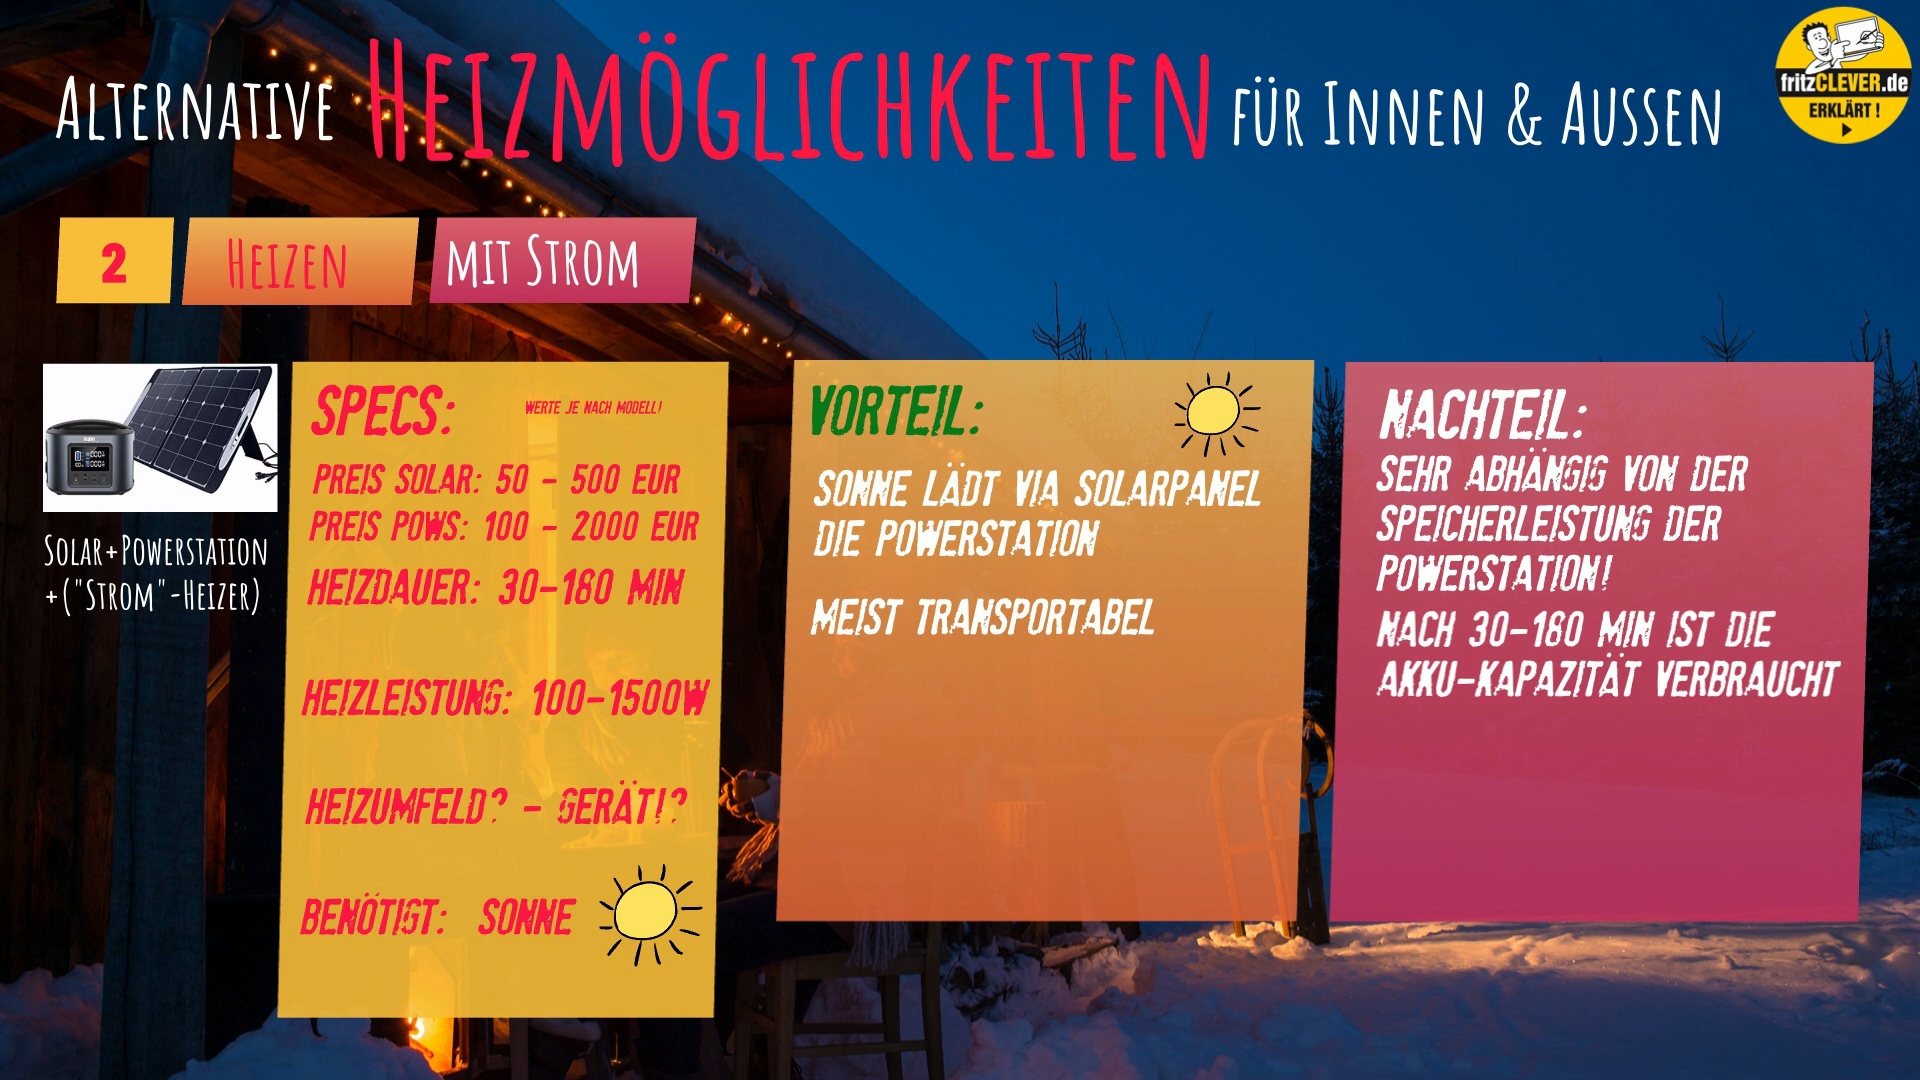 Alternative Heizmöglichkeiten für Innen & Aussen
fritzCLEVER.de
ERKLÄRT !
2 Heizen mit Strom
Solar+Powerstation
+("Strom"-Heizer)
SPECS: WERTE JE NACH MODELL!
PREIS SOLAR: 50 - 500 EUR
PREIS POWS: 100 - 2000 EUR
HEIZDAUER: 30-180 MIN
HEIZLEISTUNG: 100-1500W
HEIZUMFELD? - GERÄT!?
BENÖTIGT: SONNE
VORTEIL:
SONNE LÄDT VIA SOLARPANEL
DIE POWERSTATION
MEIST TRANSPORTABEL
NACHTEIL:
SEHR ABHÄNGIG VON DER
SPEICHERLEISTUNG DER
POWERSTATION!
NACH 30-180 MIN IST DIE
AKKU-KAPAZITÄT VERBRAUCHT